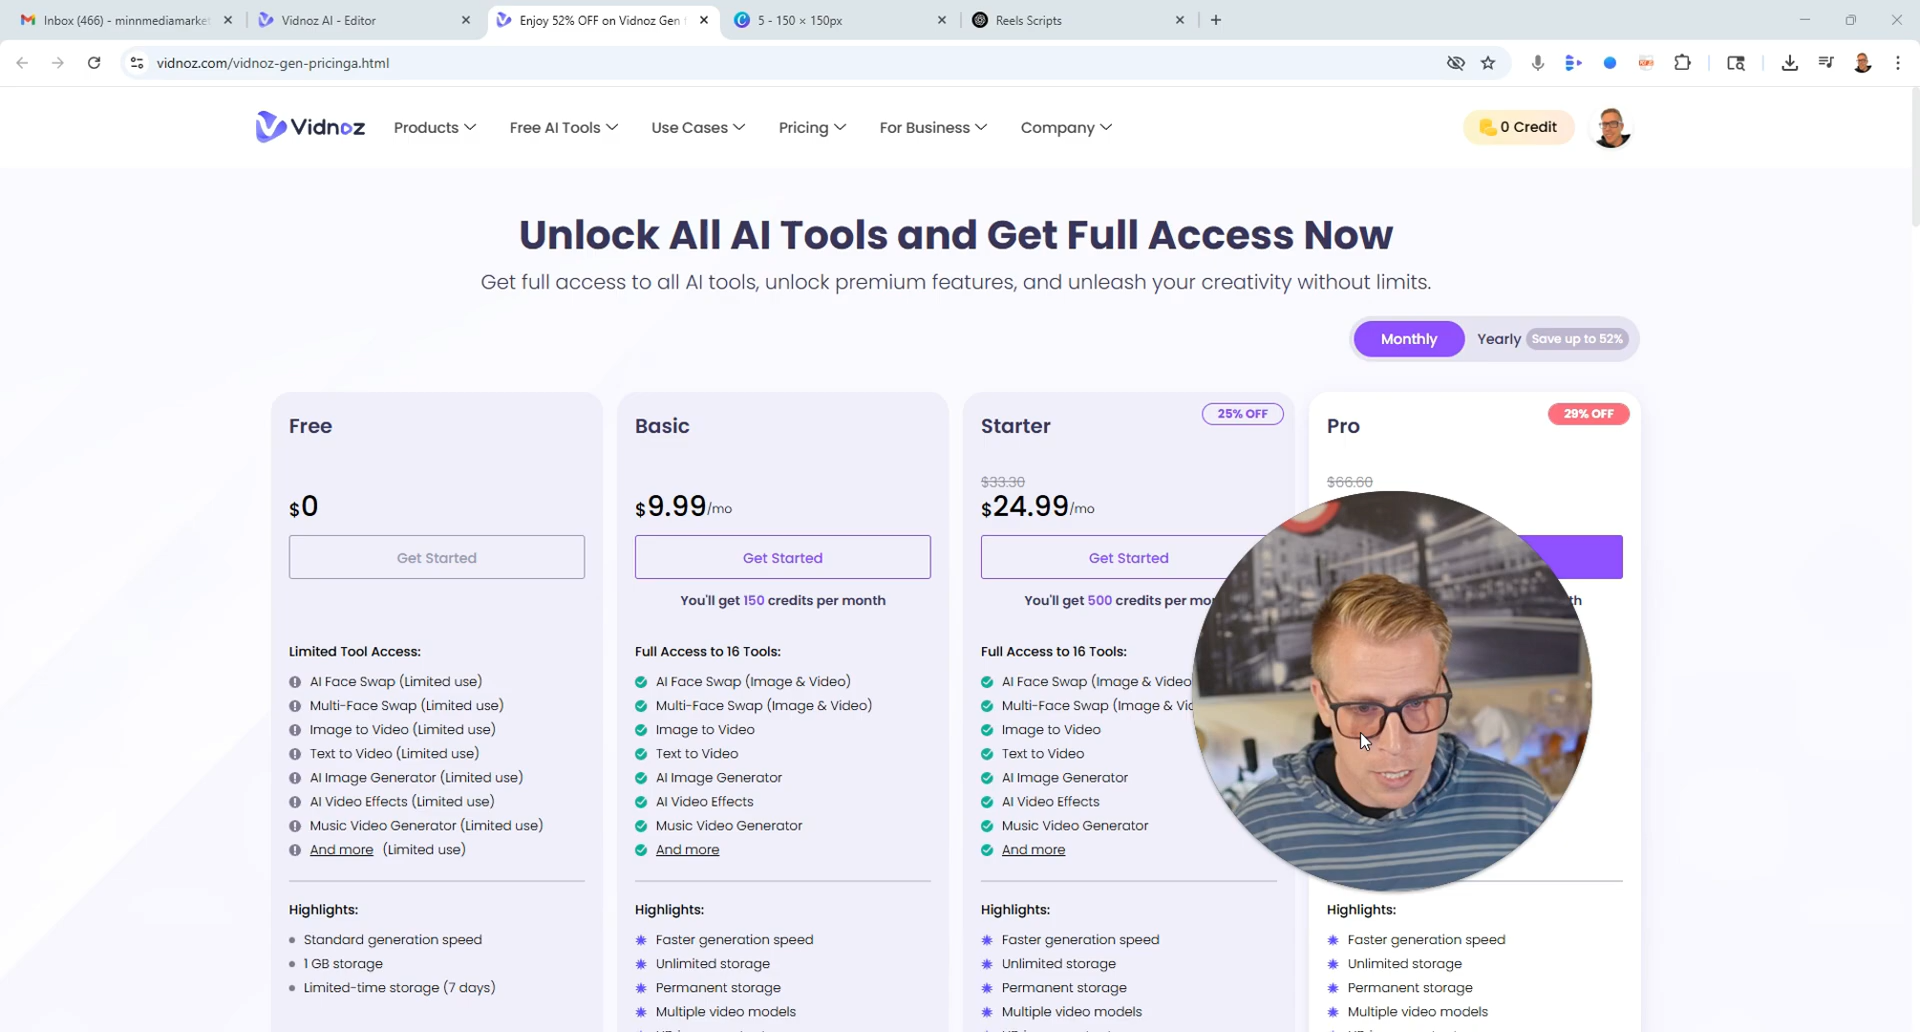 Inbox (466) - minnmediamarket
Vidnoz AI - Editor
Enjoy 52% OFF on Vidnoz Gen
5 - 150 × 150px
Reels Scripts
vidnoz.com/vidnoz-gen-pricinga.html
Vidnoz
Products
Free AI Tools
Use Cases
Pricing
For Business
Company
0 Credit
Unlock All AI Tools and Get Full Access Now
Get full access to all AI tools, unlock premium features, and unleash your creativity without limits.
Monthly
Yearly
Save up to 52%
Free
$0
Get Started
Limited Tool Access:
AI Face Swap (Limited use)
Multi-Face Swap (Limited use)
Image to Video (Limited use)
Text to Video (Limited use)
AI Image Generator (Limited use)
AI Video Effects (Limited use)
Music Video Generator (Limited use)
And more (Limited use)
Highlights:
Standard generation speed
1 GB storage
Limited-time storage (7 days)
Basic
$9.99/mo
Get Started
You'll get 150 credits per month
Full Access to 16 Tools:
AI Face Swap (Image & Video)
Multi-Face Swap (Image & Video)
Image to Video
Text to Video
AI Image Generator
AI Video Effects
Music Video Generator
And more
Highlights:
Faster generation speed
Unlimited storage
Permanent storage
Multiple video models
25% OFF
Starter
$33.30
$24.99/mo
Get Started
You'll get 500 credits per mo
Full Access to 16 Tools:
AI Face Swap (Image & Video
Multi-Face Swap (Image & Vi
Image to Video
Text to Video
AI Image Generator
AI Video Effects
Music Video Generator
And more
Highlights:
Faster generation speed
Unlimited storage
Permanent storage
Multiple video models
29% OFF
Pro
$66.60
th
Highlights:
Faster generation speed
Unlimited storage
Permanent storage
Multiple video models